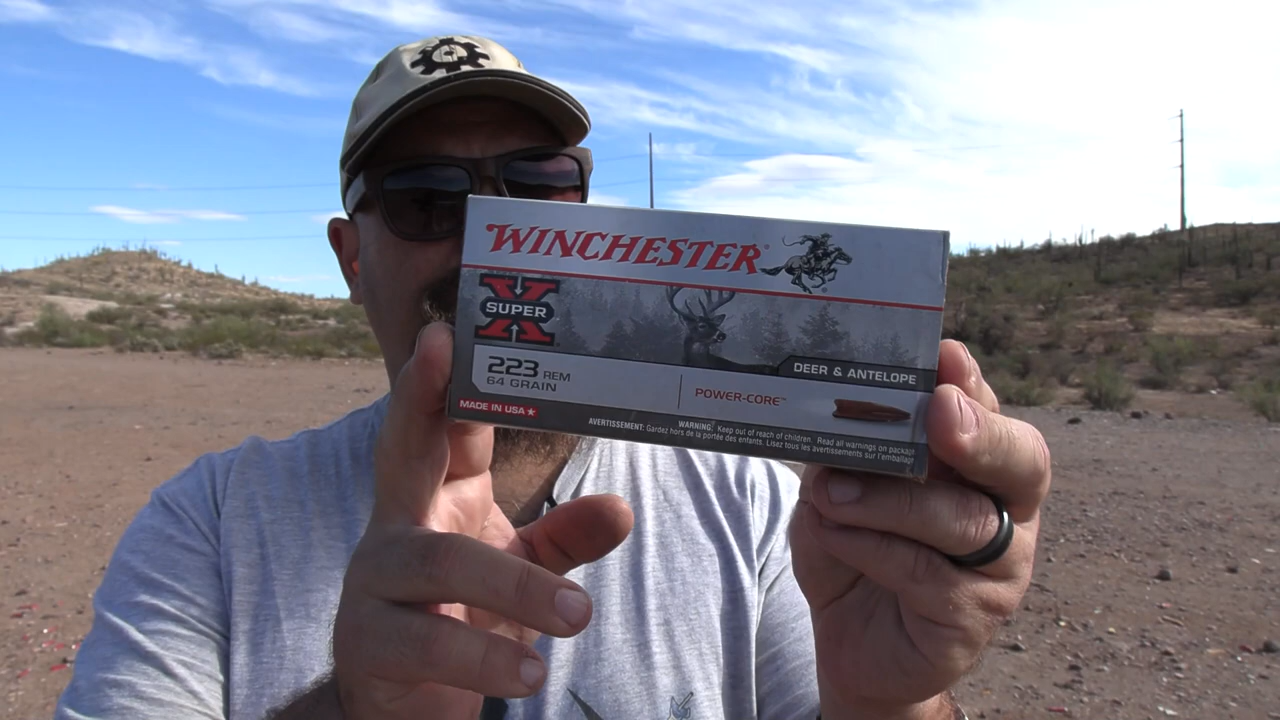 WINCHESTER®
SUPER X
DEER & ANTELOPE
223 REM
64 GRAIN
POWER-CORE™
MADE IN USA★
WARNING: Keep out of reach of children. Read all warnings on package
AVERTISSEMENT: Gardez hors de la portée des enfants. Lisez tous les avertissements sur l'emballage